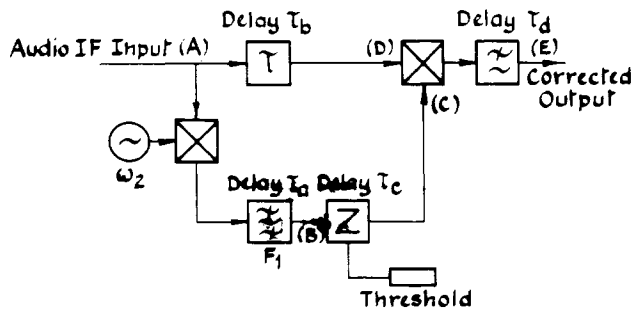 Delay τb
Delay τd
Audio IF Input (A)
τ
(D)
(E)
Corrected
Output
(C)
~
ω2
Delay τa
Delay τc
(B)
Z
F1
Threshold